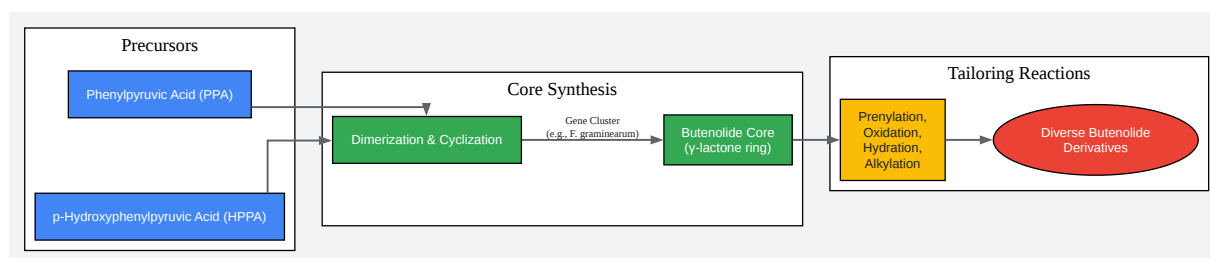 Precursors
Phenylpyruvic Acid (PPA)
p-Hydroxyphenylpyruvic Acid (HPPA)
Core Synthesis
Dimerization & Cyclization
Gene Cluster
(e.g., F. graminearum)
Butenolide Core
(γ-lactone ring)
Tailoring Reactions
Prenylation,
Oxidation,
Hydration,
Alkylation
Diverse Butenolide
Derivatives